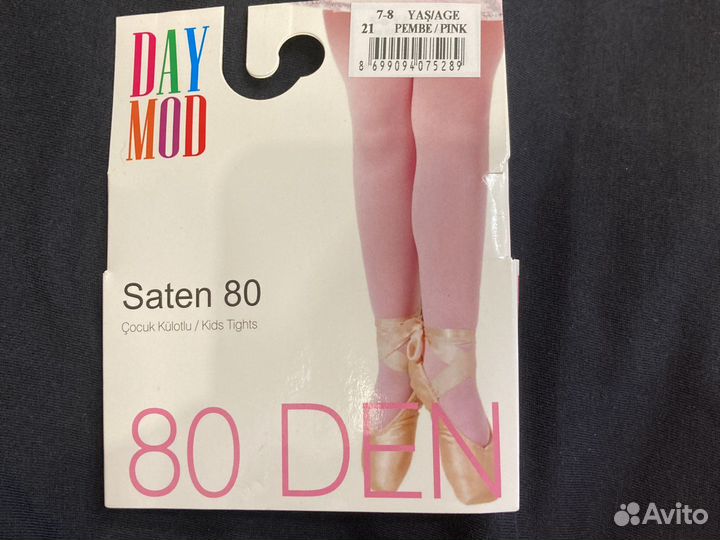 DAY
MOD
7-8 YAŞ/AGE
21 PEMBE/PINK
8 699094 075289
Saten 80
Çocuk Külotlu / Kids Tights
80 DEN
Avito